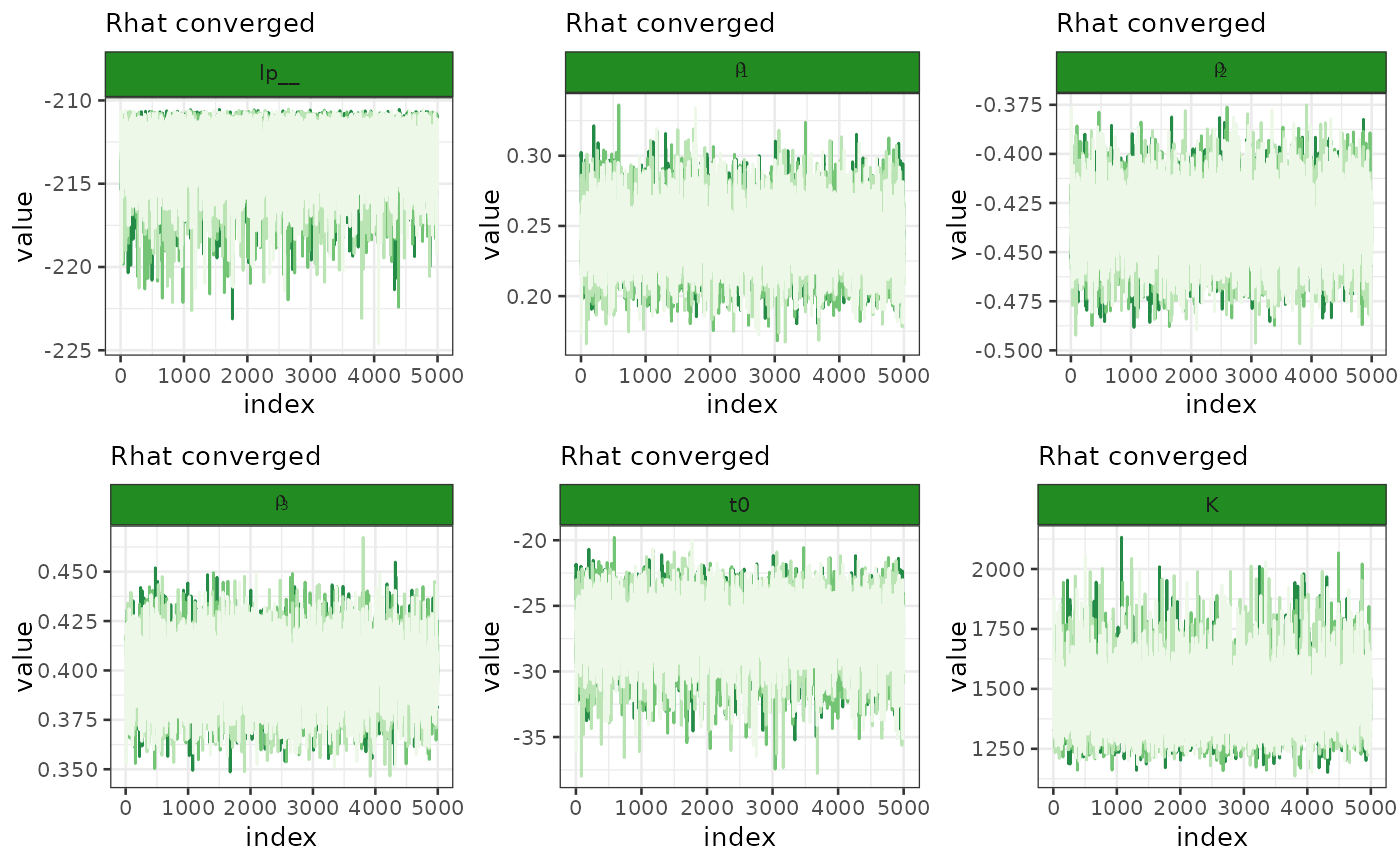 Rhat converged
Rhat converged
Rhat converged
lp__
ρ1
ρ2
-210
-215
-220
-225
value
0 1000 2000 3000 4000 5000
index
0.30
0.25
0.20
value
0 1000 2000 3000 4000 5000
index
-0.375
-0.400
-0.425
-0.450
-0.475
-0.500
value
0 1000 2000 3000 4000 5000
index
Rhat converged
Rhat converged
Rhat converged
ρ3
t0
K
0.450
0.425
0.400
0.375
0.350
value
0 1000 2000 3000 4000 5000
index
-20
-25
-30
-35
value
0 1000 2000 3000 4000 5000
index
2000
1750
1500
1250
value
0 1000 2000 3000 4000 5000
index